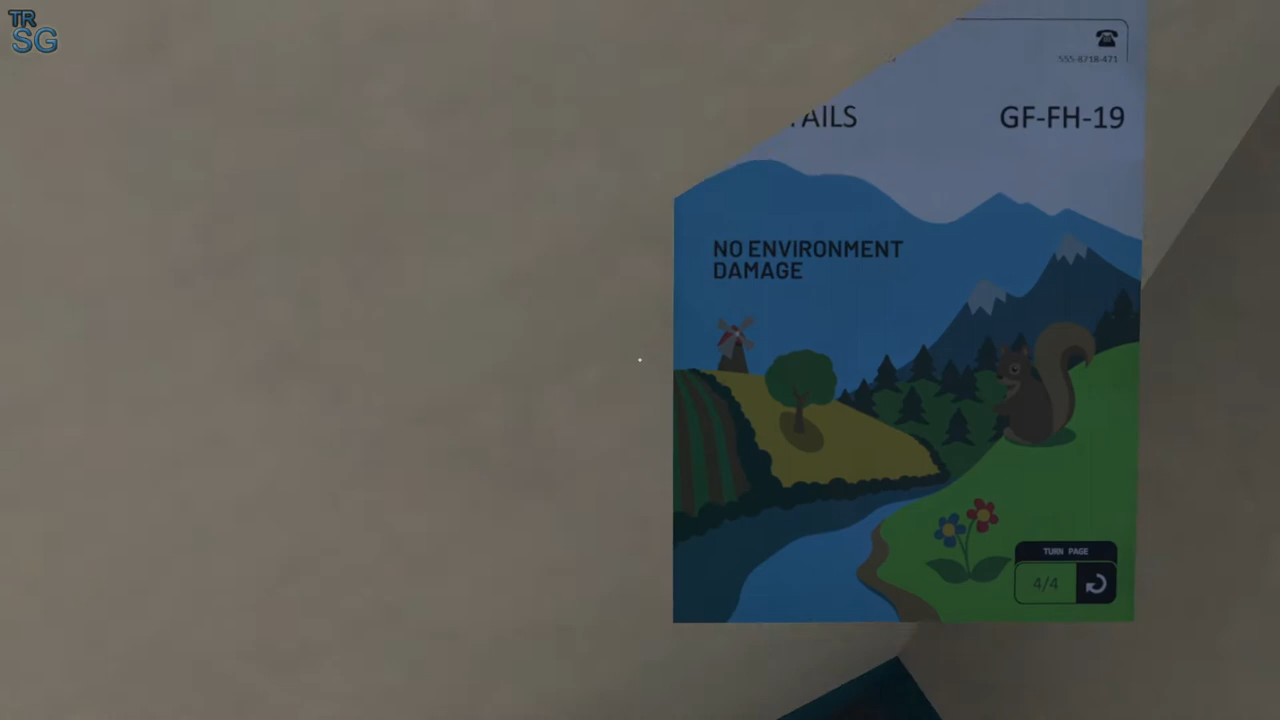 TR
SG
555-8718-471
AILS
GF-FH-19
NO ENVIRONMENT
DAMAGE
TURN PAGE
4/4